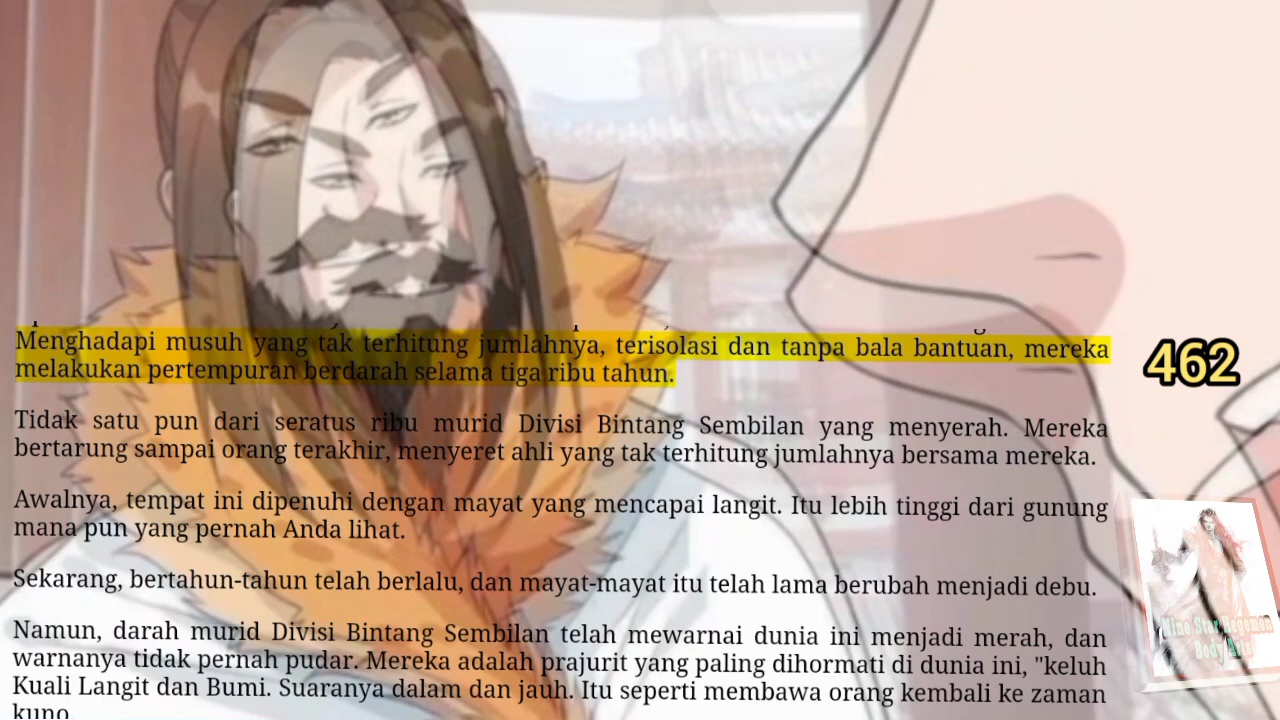 Menghadapi musuh yang tak terhitung jumlahnya, terisolasi dan tanpa bala bantuan, mereka
melakukan pertempuran berdarah selama tiga ribu tahun.
462
Tidak satu pun dari seratus ribu murid Divisi Bintang Sembilan yang menyerah. Mereka
bertarung sampai orang terakhir, menyeret ahli yang tak terhitung jumlahnya bersama mereka.
Awalnya, tempat ini dipenuhi dengan mayat yang mencapai langit. Itu lebih tinggi dari gunung
mana pun yang pernah Anda lihat.
Sekarang, bertahun-tahun telah berlalu, dan mayat-mayat itu telah lama berubah menjadi debu.
Namun, darah murid Divisi Bintang Sembilan telah mewarnai dunia ini menjadi merah, dan
warnanya tidak pernah pudar. Mereka adalah prajurit yang paling dihormati di dunia ini, "keluh
Kuali Langit dan Bumi. Suaranya dalam dan jauh. Itu seperti membawa orang kembali ke zaman
kuno.
Nine Star Hegemon
Body Arts